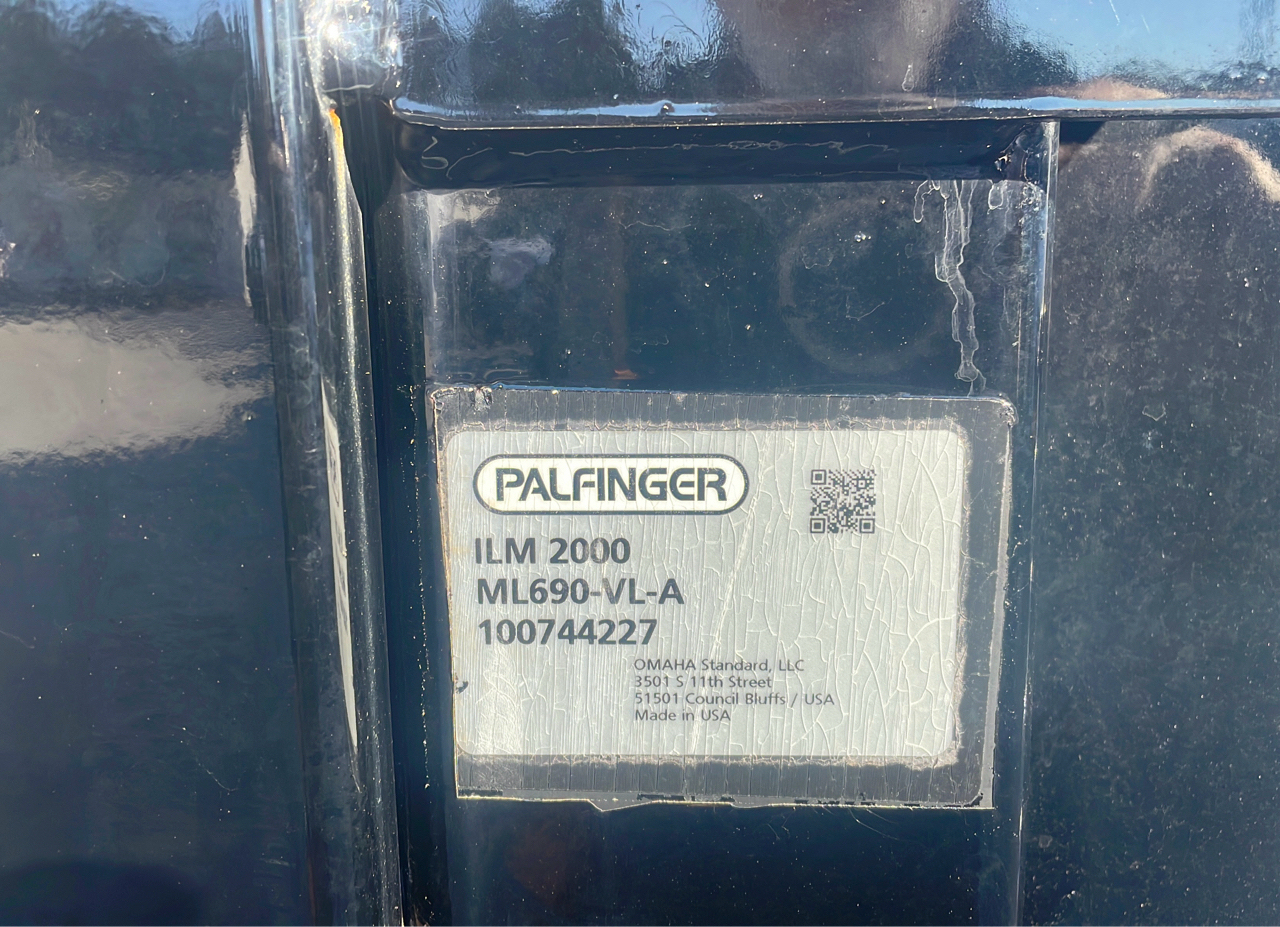 PALFINGER
ILM 2000
ML690-VL-A
100744227
OMAHA Standard, LLC
3501 S 11th Street
51501 Council Bluffs / USA
Made in USA